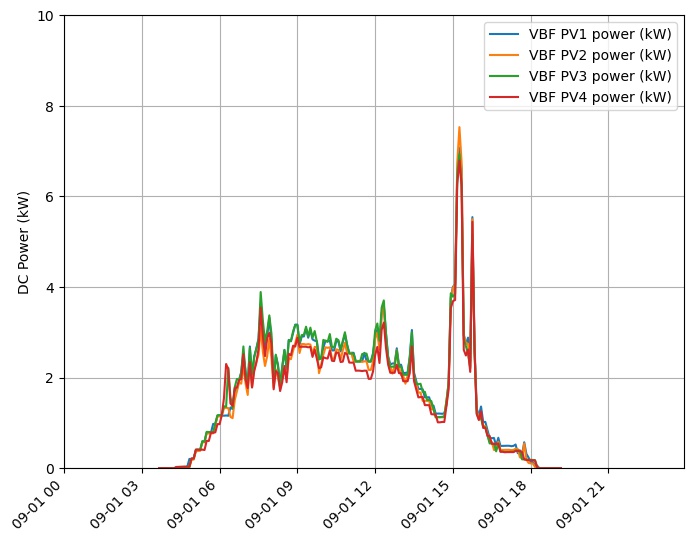 10
8
6
4
2
0
DC Power (kW)
VBF PV1 power (kW)
VBF PV2 power (kW)
VBF PV3 power (kW)
VBF PV4 power (kW)
09-01 00
09-01 03
09-01 06
09-01 09
09-01 12
09-01 15
09-01 18
09-01 21